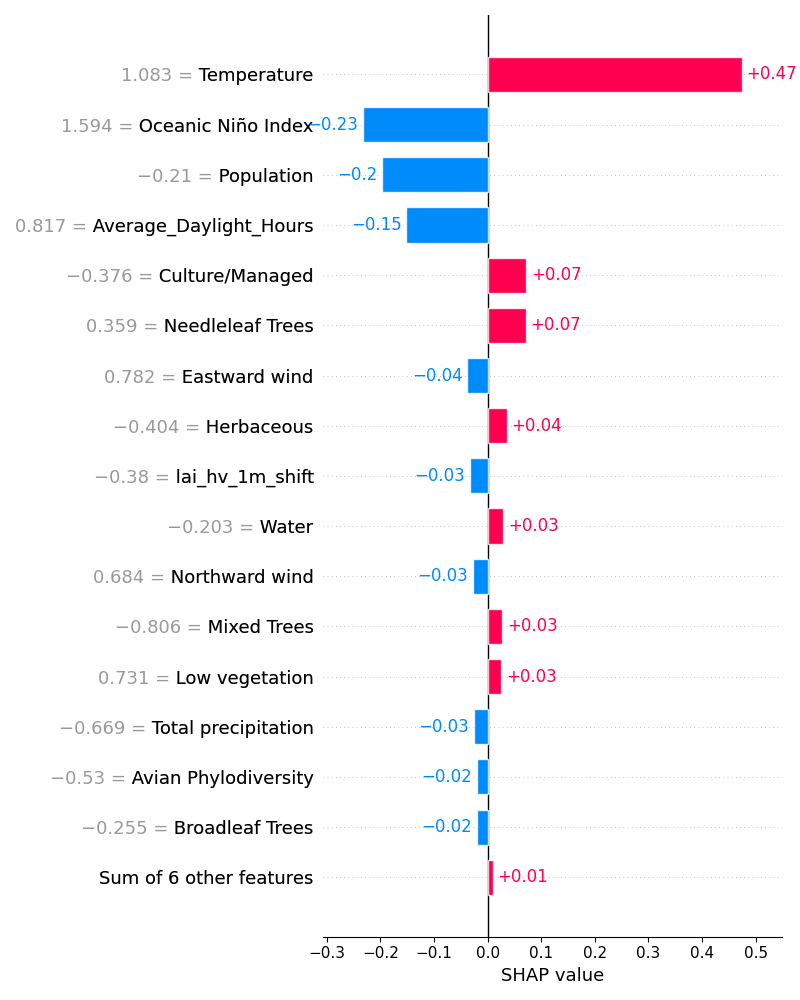 1.083 = Temperature +0.47
1.594 = Oceanic Niño Index −0.23
−0.21 = Population −0.2
0.817 = Average_Daylight_Hours −0.15
−0.376 = Culture/Managed +0.07
0.359 = Needleleaf Trees +0.07
0.782 = Eastward wind −0.04
−0.404 = Herbaceous +0.04
−0.38 = lai_hv_1m_shift −0.03
−0.203 = Water +0.03
0.684 = Northward wind −0.03
−0.806 = Mixed Trees +0.03
0.731 = Low vegetation +0.03
−0.669 = Total precipitation −0.03
−0.53 = Avian Phylodiversity −0.02
−0.255 = Broadleaf Trees −0.02
Sum of 6 other features +0.01
−0.3 −0.2 −0.1 0.0 0.1 0.2 0.3 0.4 0.5
SHAP value